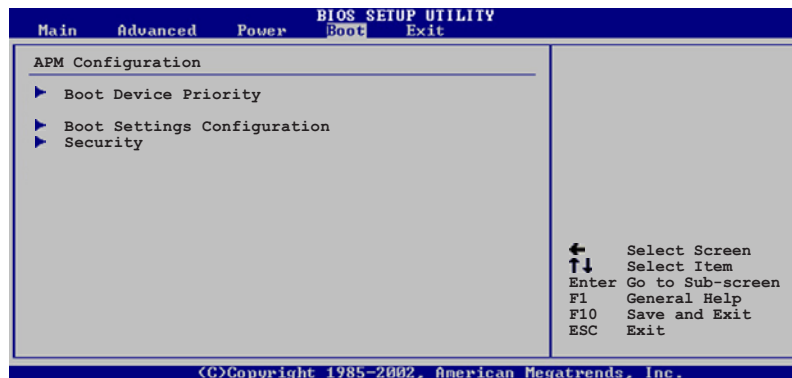 BIOS SETUP UTILITY
Main Advanced Power Boot Exit
APM Configuration
Boot Device Priority
Boot Settings Configuration
Security
Select Screen
↑↓ Select Item
Enter Go to Sub-screen
F1 General Help
F10 Save and Exit
ESC Exit
(C)Copyright 1985-2002, American Megatrends, Inc.